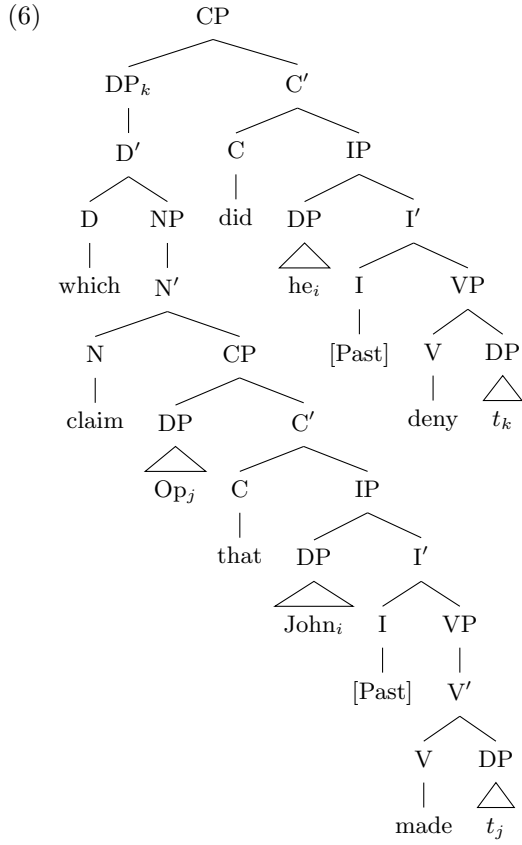 (6) CP
DP_k C′
D′ C IP
D NP did DP I′
which N′ he_i I VP
N CP [Past] V DP
claim DP C′ deny t_k
Op_j C IP
that DP I′
John_i I VP
[Past] V′
V DP
made t_j